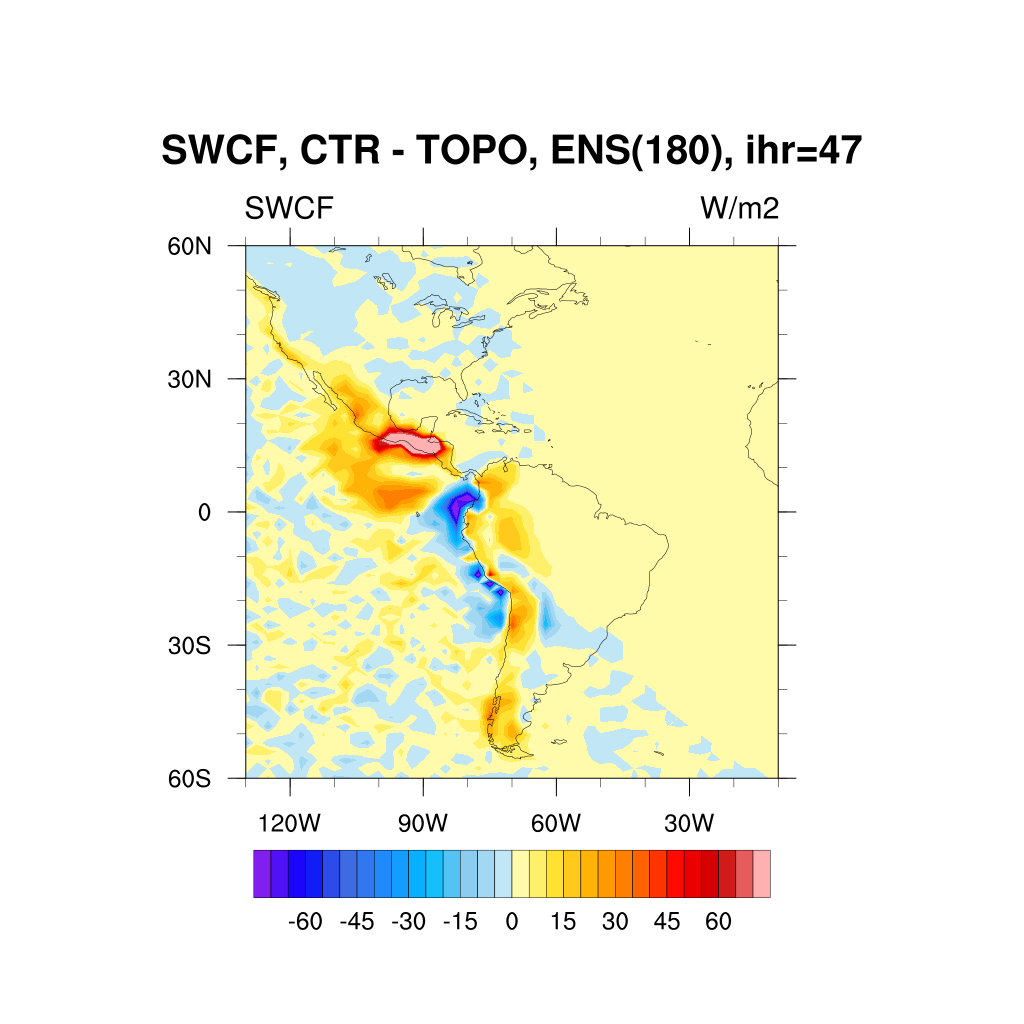 SWCF, CTR - TOPO, ENS(180), ihr=47
SWCF W/m2
60N
30N
0
30S
60S
120W 90W 60W 30W
-60 -45 -30 -15 0 15 30 45 60